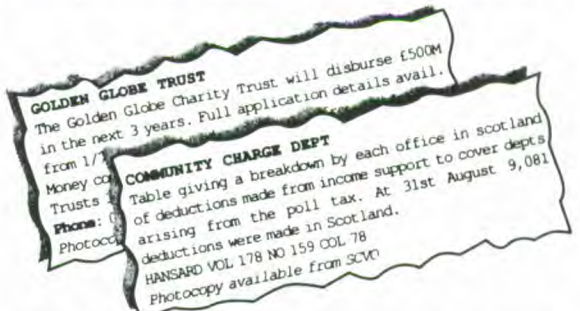 GOLDEN GLOBE TRUST
The Golden Globe Charity Trust will disburse £500M
in the next 3 years. Full application details avail.
from 1/
Money co
Trusts
Phone:
Photoco
COMMUNITY CHARGE DEPT
Table giving a breakdown by each office in scotland
of deductions made from income support to cover depts
arising from the poll tax. At 31st August 9,081
deductions were made in Scotland.
HANSARD VOL 178 NO 159 COL 78
Photocopy available from SCVO